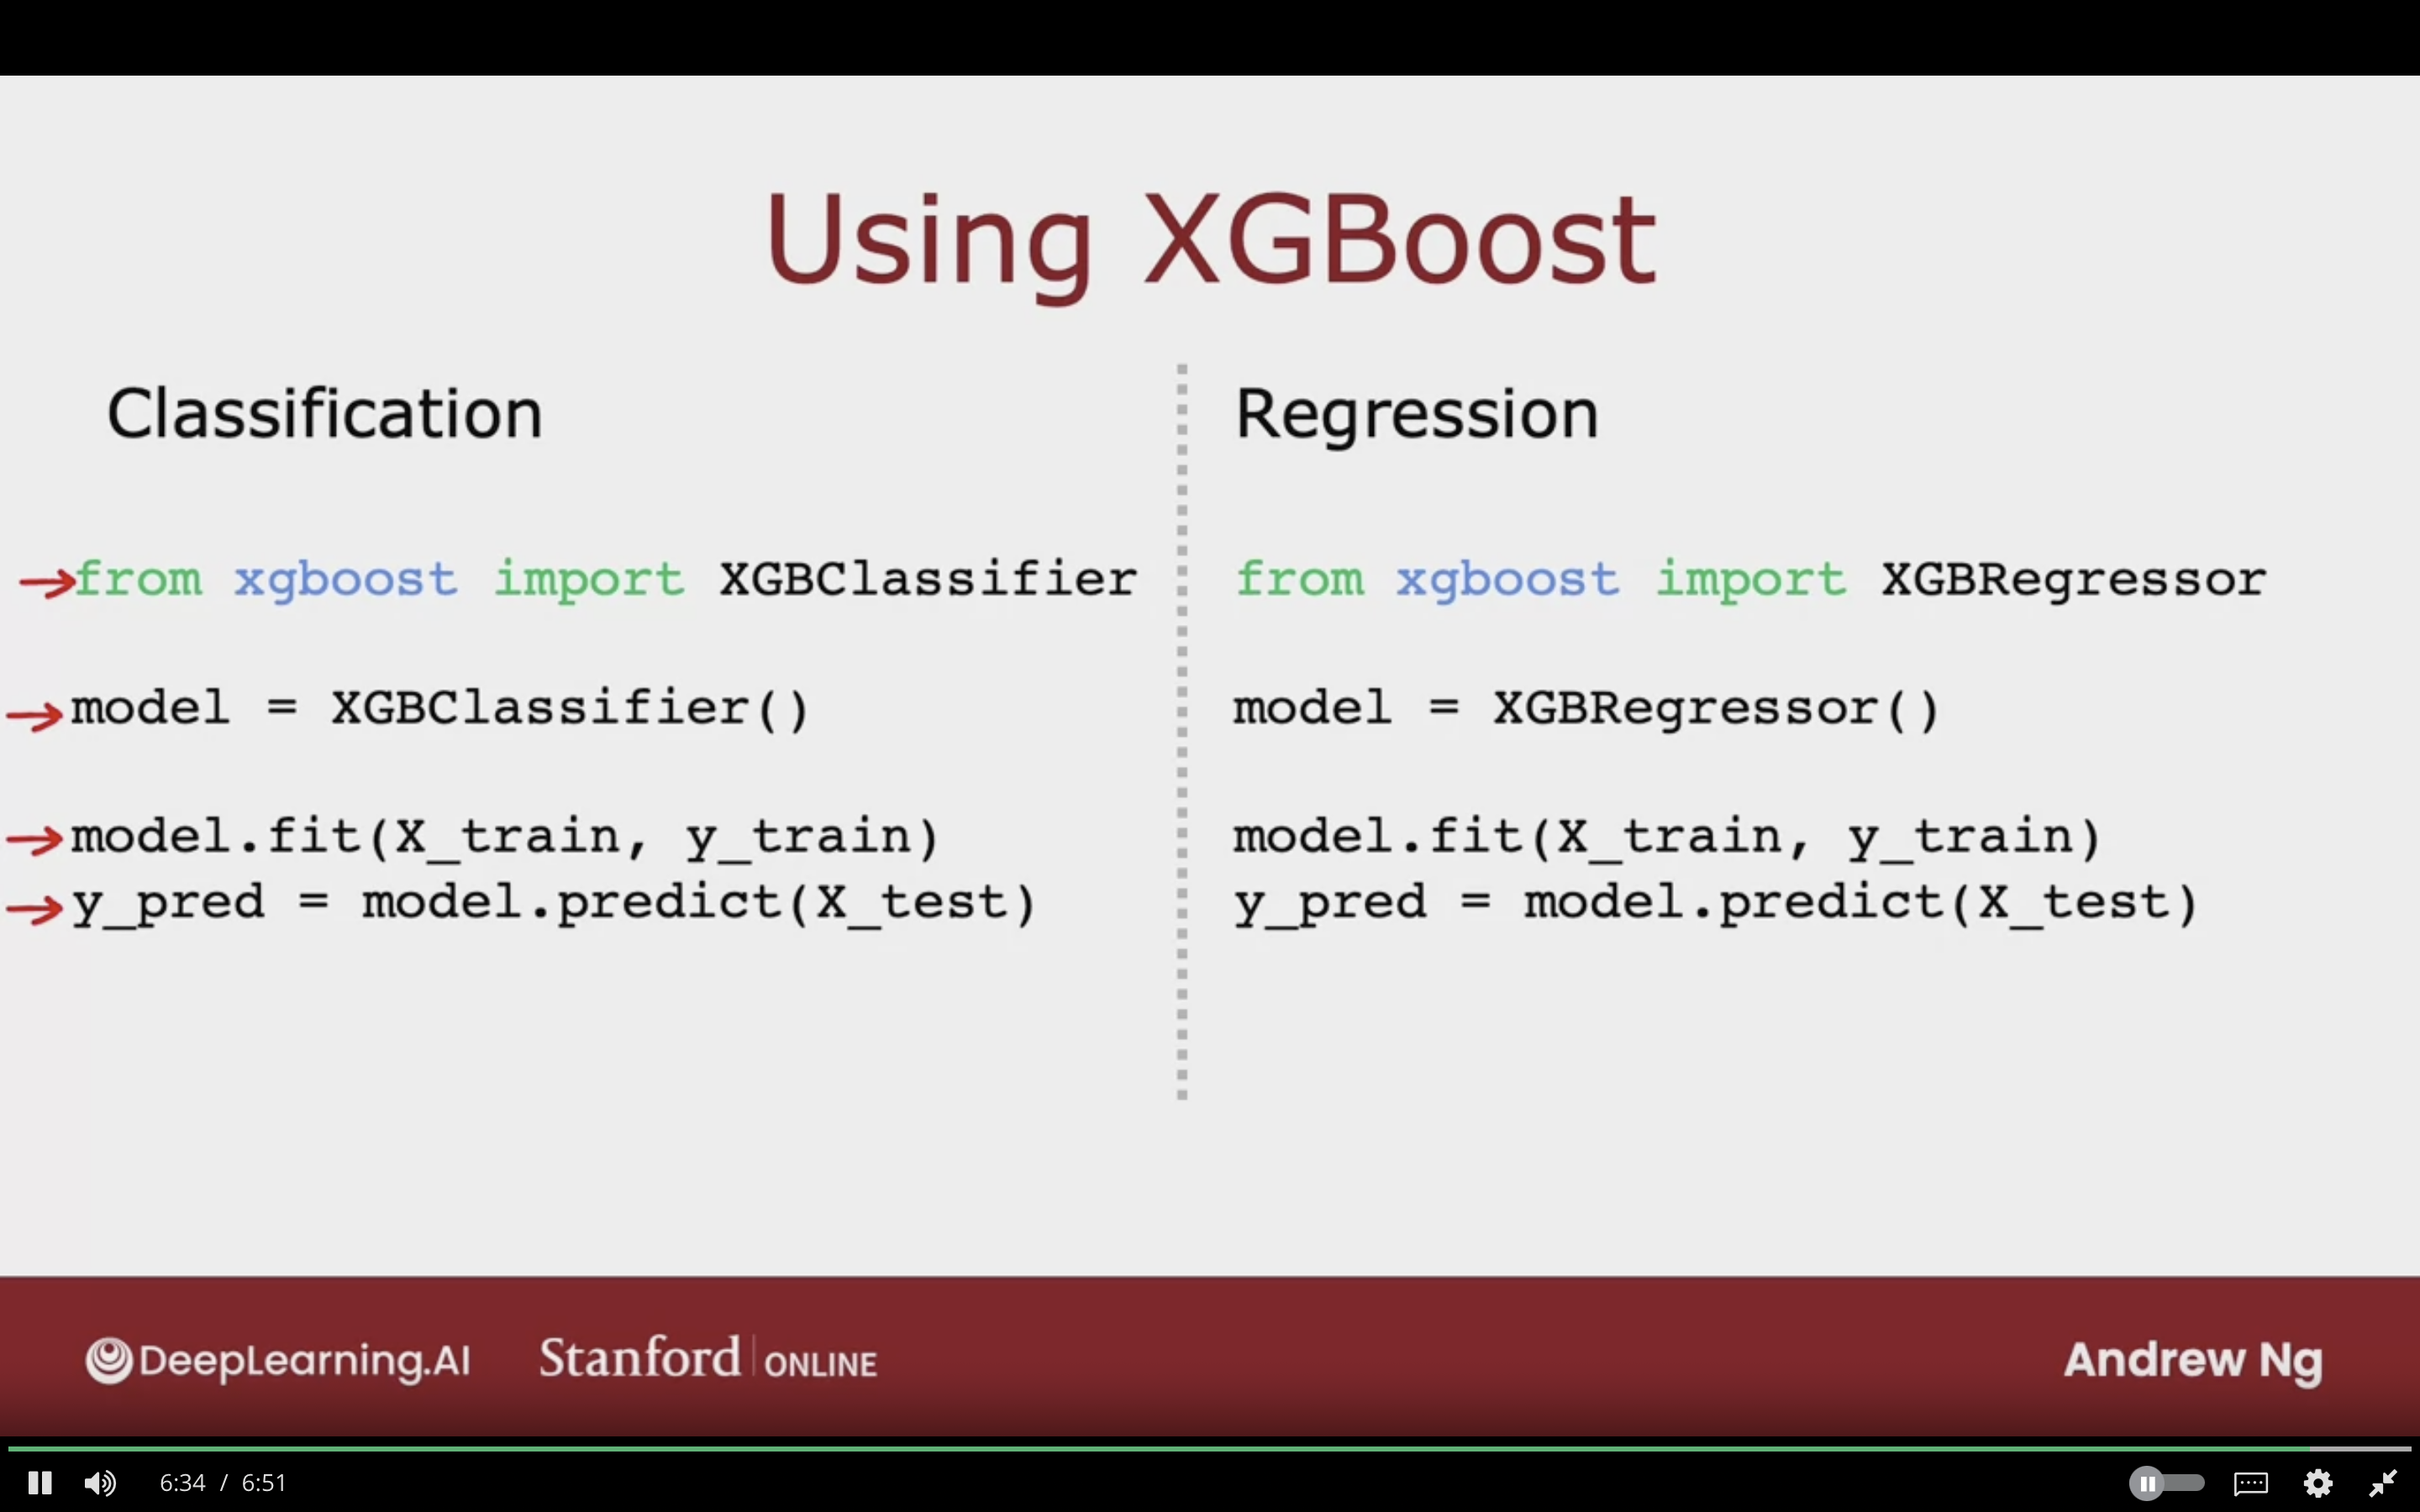 Using XGBoost
Classification
from xgboost import XGBClassifier
model = XGBClassifier()
model.fit(X_train, y_train)
y_pred = model.predict(X_test)
Regression
from xgboost import XGBRegressor
model = XGBRegressor()
model.fit(X_train, y_train)
y_pred = model.predict(X_test)
DeepLearning.AI
Stanford | ONLINE
Andrew Ng
6:34 / 6:51